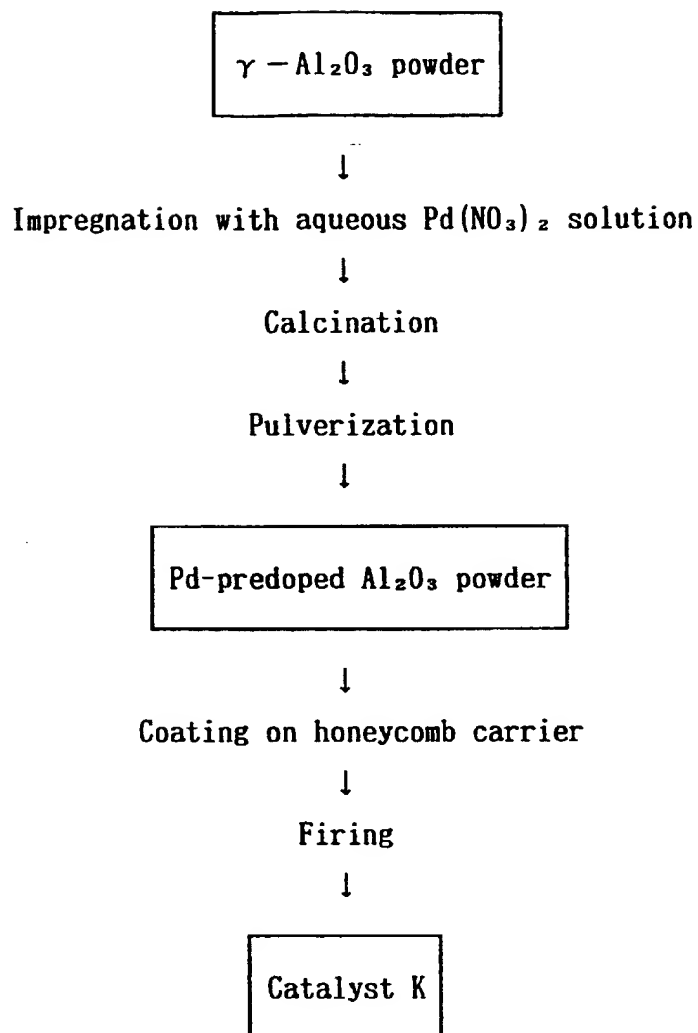 γ-Al₂O₃ powder
↓
Impregnation with aqueous Pd(NO₃)₂ solution
↓
Calcination
↓
Pulverization
↓
Pd-predoped Al₂O₃ powder
↓
Coating on honeycomb carrier
↓
Firing
↓
Catalyst K